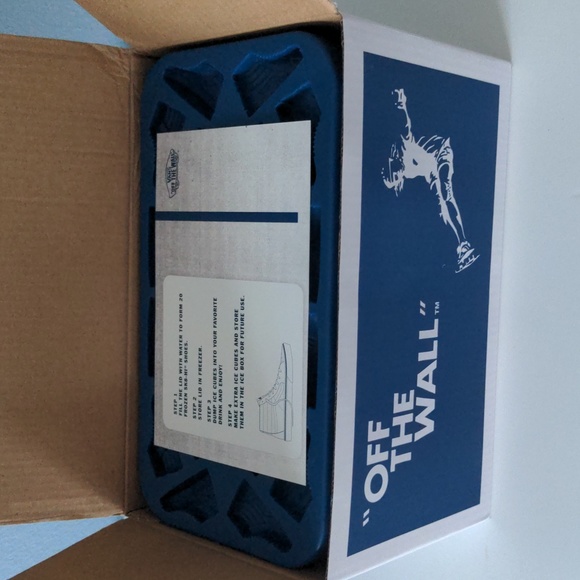 VANS
"OFF THE WALL"
STEP 1
FILL THE LID WITH WATER TO FORM 20
FROZEN SK8-HI™ SHOES.
STEP 2
STORE LID IN FREEZER.
STEP 3
DUMP ICE CUBES INTO YOUR FAVORITE
DRINK AND ENJOY!
STEP 4
MAKE EXTRA ICE CUBES AND STORE
THEM IN THE ICE BOX FOR FUTURE USE.
"OFF
THE
WALL"™